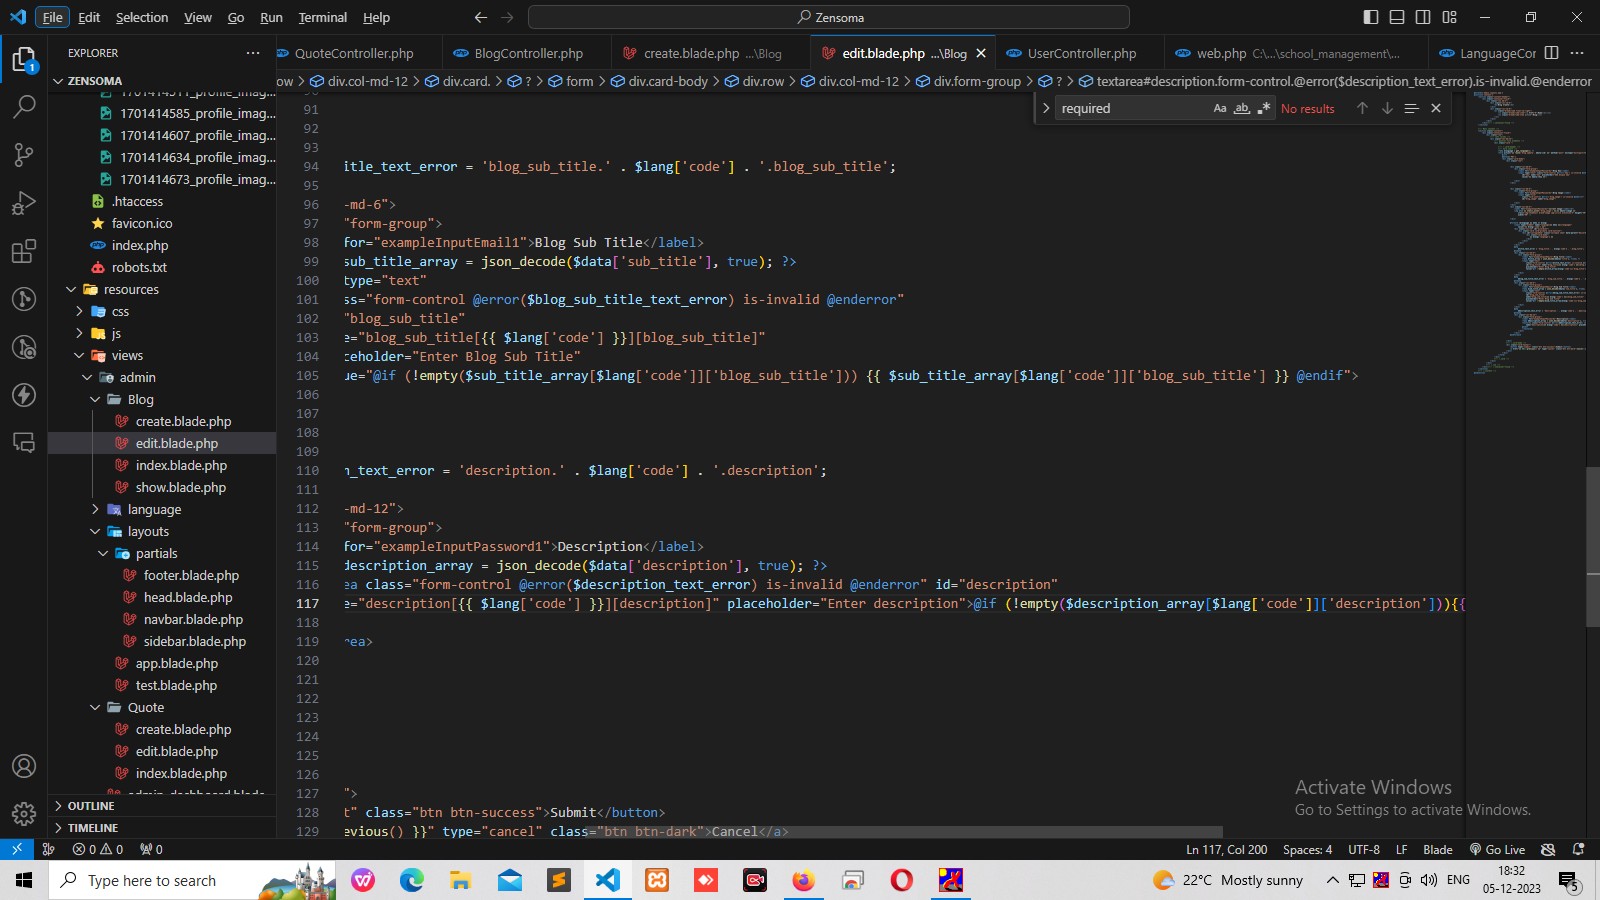 File Edit Selection View Go Run Terminal Help
Zensoma
EXPLORER
QuoteController.php
BlogController.php
create.blade.php ...\Blog
edit.blade.php ...\Blog
UserController.php
web.php C:\...\school_management\...
LanguageCor
ZENSOMA
ow > div.col-md-12 > div.card. > ? > form > div.card-body > div.row > div.col-md-12 > div.form-group > ? > textarea#description.form-control.@error($description_text_error).is-invalid.@enderror
required
Aa ab .*
No results
1701414585_profile_imag...
1701414607_profile_imag...
1701414634_profile_imag...
1701414673_profile_imag...
.htaccess
favicon.ico
index.php
robots.txt
resources
css
js
views
admin
Blog
create.blade.php
edit.blade.php
index.blade.php
show.blade.php
language
layouts
partials
footer.blade.php
head.blade.php
navbar.blade.php
sidebar.blade.php
app.blade.php
test.blade.php
Quote
create.blade.php
edit.blade.php
index.blade.php
OUTLINE
TIMELINE
91
92
93
94 itle_text_error = 'blog_sub_title.' . $lang['code'] . '.blog_sub_title';
95
96 -md-6">
97 "form-group">
98 for="exampleInputEmail1">Blog Sub Title</label>
99 sub_title_array = json_decode($data['sub_title'], true); ?>
100 type="text"
101 ss="form-control @error($blog_sub_title_text_error) is-invalid @enderror"
102 "blog_sub_title"
103 e="blog_sub_title[{{ $lang['code'] }}][blog_sub_title]"
104 ceholder="Enter Blog Sub Title"
105 ue="@if (!empty($sub_title_array[$lang['code']]['blog_sub_title'])) {{ $sub_title_array[$lang['code']]['blog_sub_title'] }} @endif">
106
107
108
109
110 n_text_error = 'description.' . $lang['code'] . '.description';
111
112 -md-12">
113 "form-group">
114 for="exampleInputPassword1">Description</label>
115 description_array = json_decode($data['description'], true); ?>
116 ea class="form-control @error($description_text_error) is-invalid @enderror" id="description"
117 e="description[{{ $lang['code'] }}][description]" placeholder="Enter description">@if (!empty($description_array[$lang['code']]['description'])){{
118
119 rea>
120
121
122
123
124
125
126
127 ">
128 t" class="btn btn-success">Submit</button>
129 evious() }}" type="cancel" class="btn btn-dark">Cancel</a>
Activate Windows
Go to Settings to activate Windows.
0 0 0
Ln 117, Col 200 Spaces: 4 UTF-8 LF Blade Go Live
Type here to search
22°C Mostly sunny
ENG
18:32
05-12-2023
5
1